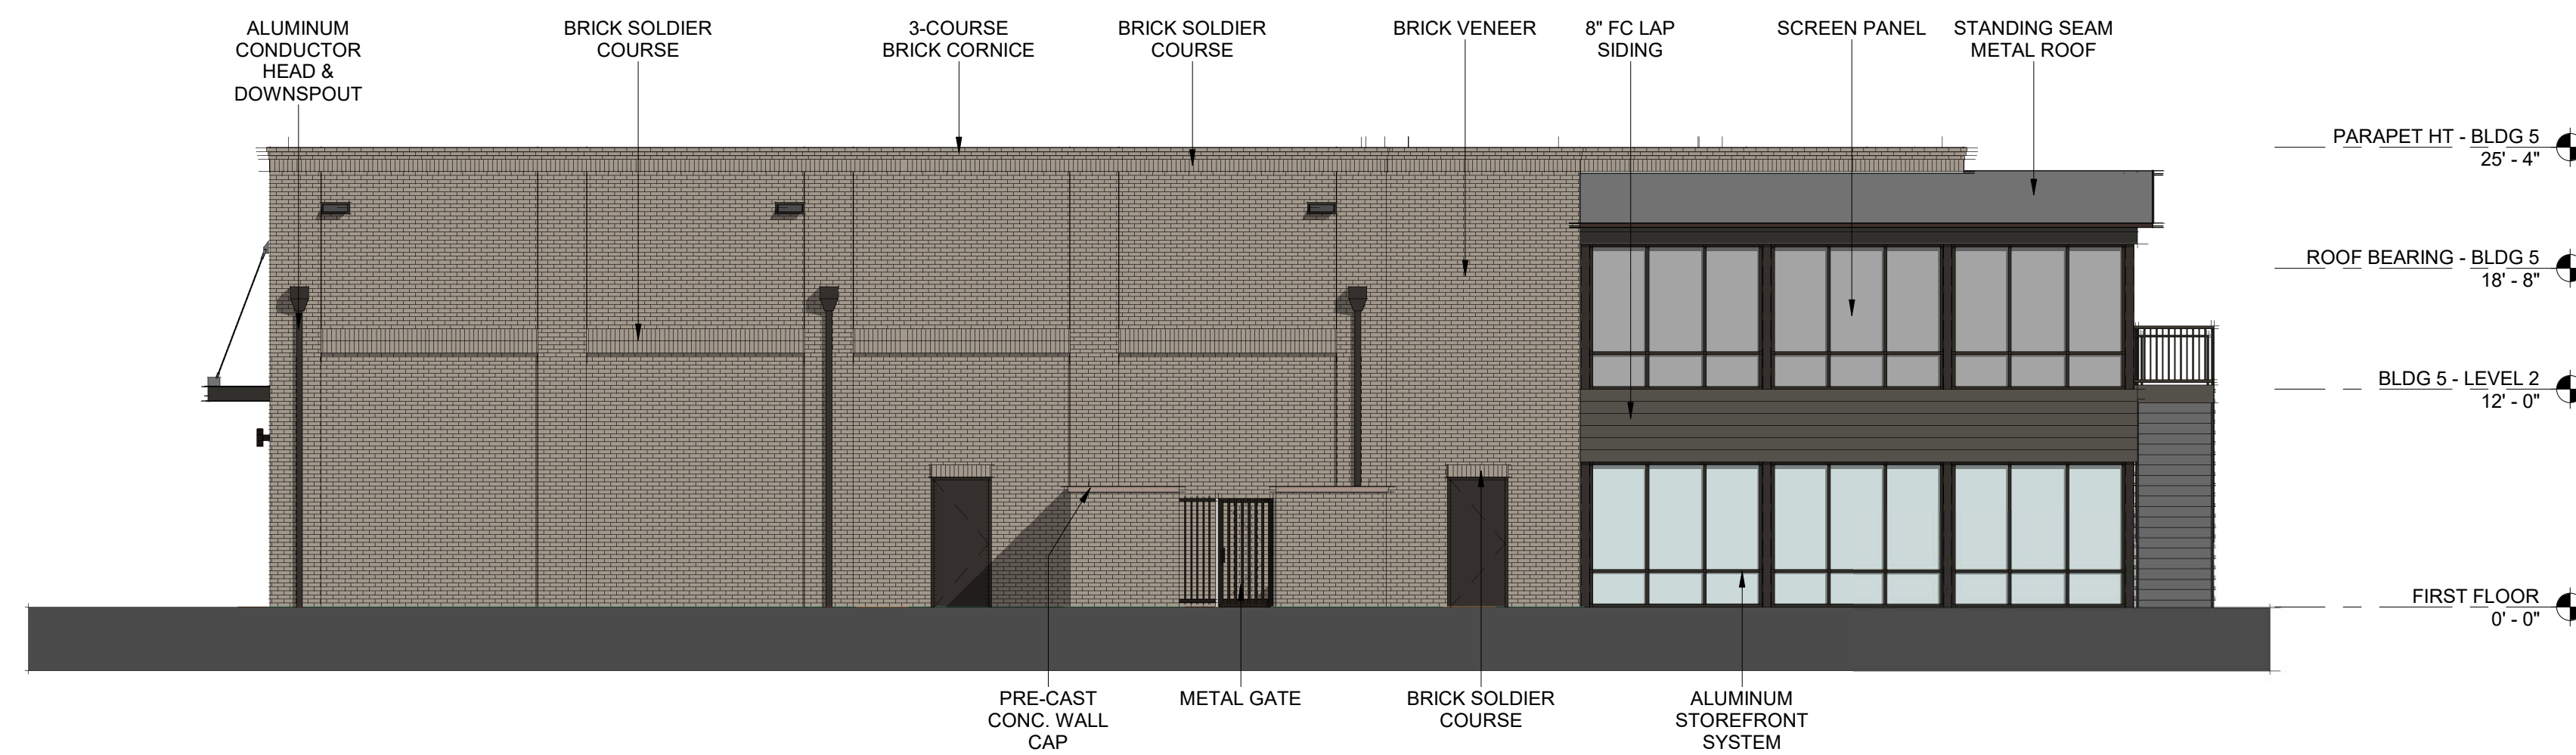 ALUMINUM
CONDUCTOR
HEAD &
DOWNSPOUT
BRICK SOLDIER
COURSE
3-COURSE
BRICK CORNICE
BRICK SOLDIER
COURSE
BRICK VENEER
8" FC LAP
SIDING
SCREEN PANEL
STANDING SEAM
METAL ROOF
PARAPET HT - BLDG 5
25' - 4"
ROOF BEARING - BLDG 5
18' - 8"
BLDG 5 - LEVEL 2
12' - 0"
FIRST FLOOR
0' - 0"
PRE-CAST
CONC. WALL
CAP
METAL GATE
BRICK SOLDIER
COURSE
ALUMINUM
STOREFRONT
SYSTEM